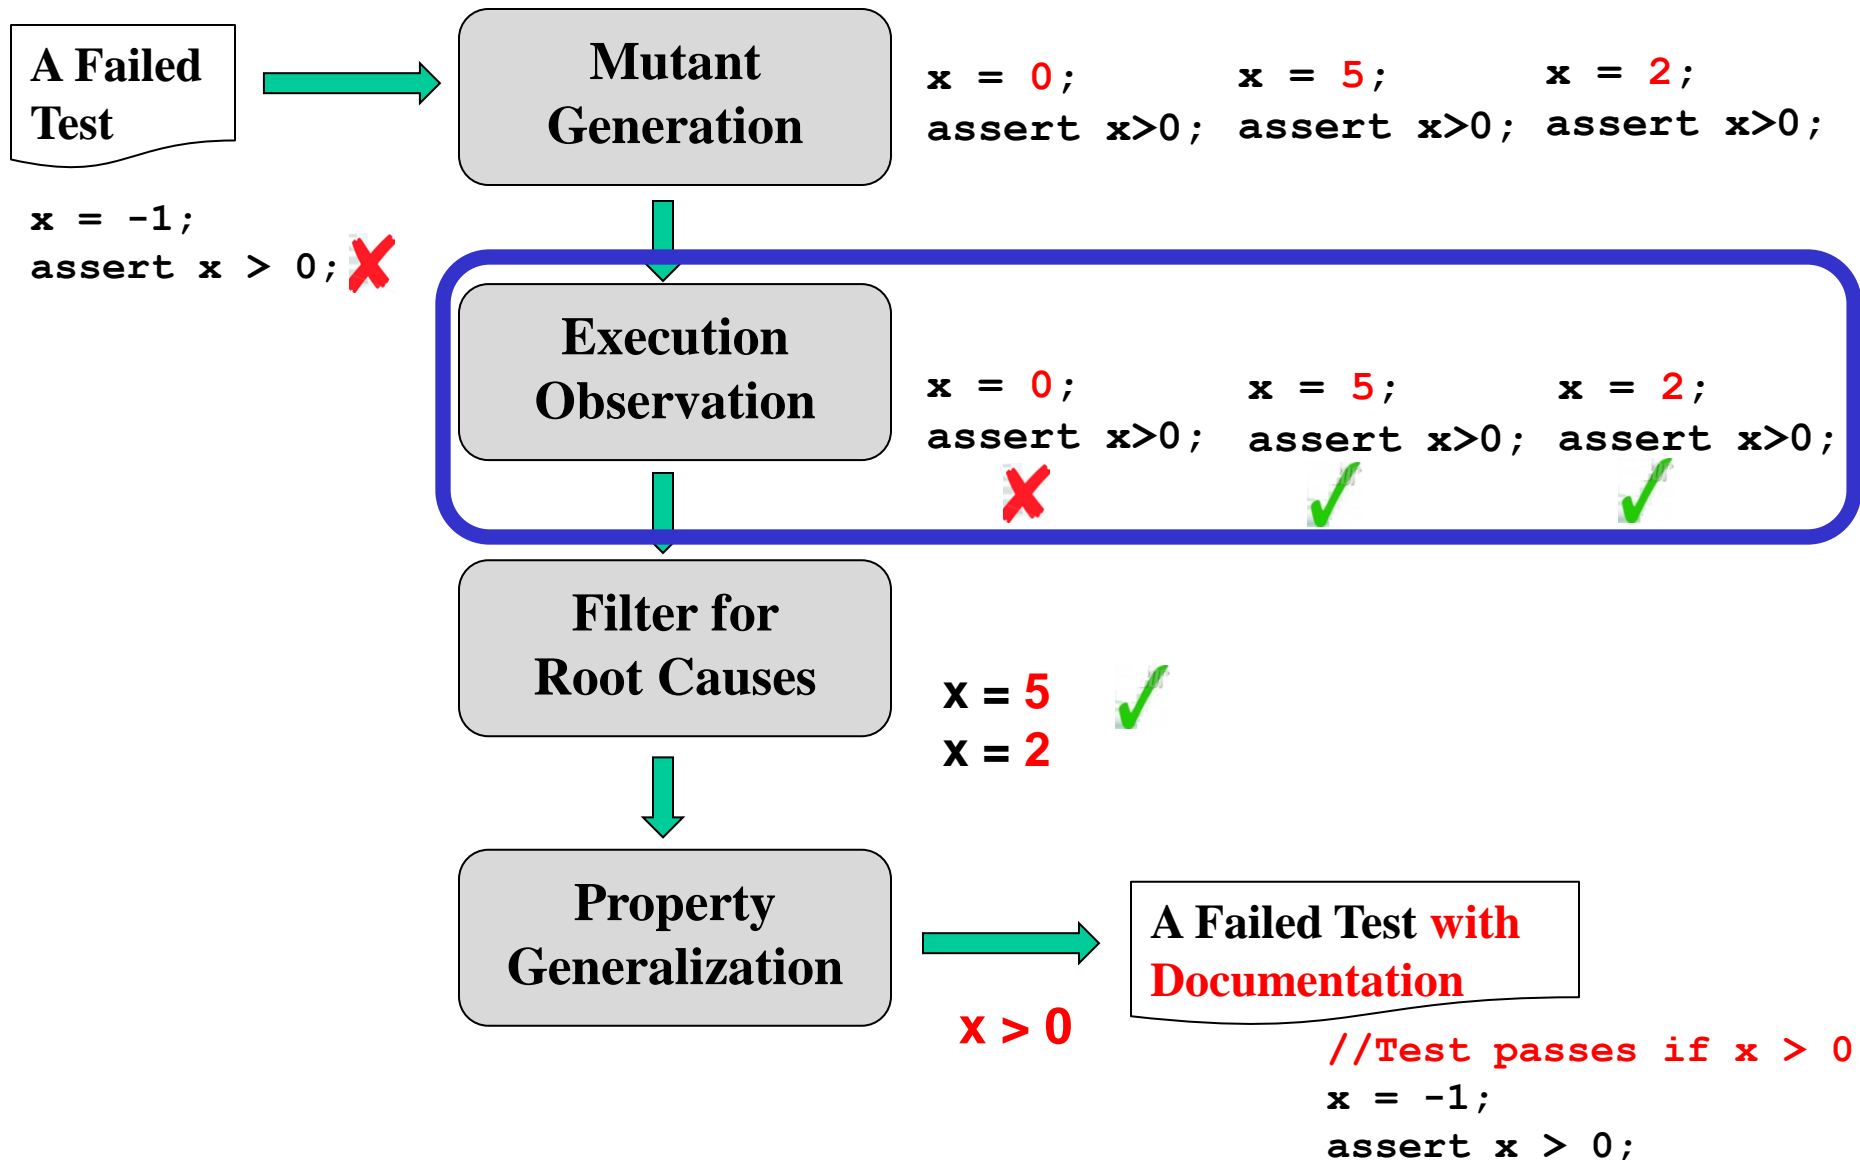 A Failed
Test
x = -1;
assert x > 0;
Mutant
Generation
x = 0;
assert x>0;
x = 5;
assert x>0;
x = 2;
assert x>0;
Execution
Observation
x = 0;
assert x>0;
x = 5;
assert x>0;
x = 2;
assert x>0;
Filter for
Root Causes
x = 5
x = 2
Property
Generalization
x > 0
A Failed Test with
Documentation
//Test passes if x > 0
x = -1;
assert x > 0;